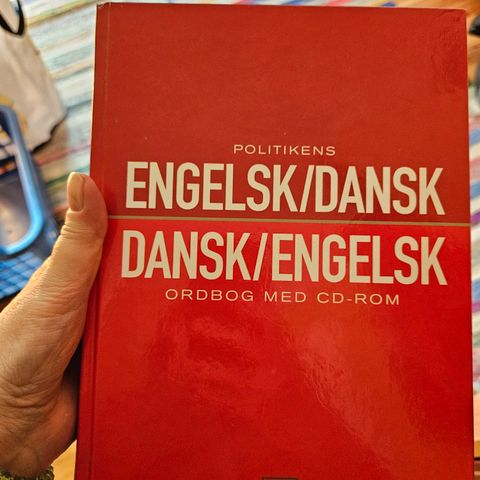 POLITIKENS
ENGELSK/DANSK
DANSK/ENGELSK
ORDBOG MED CD-ROM